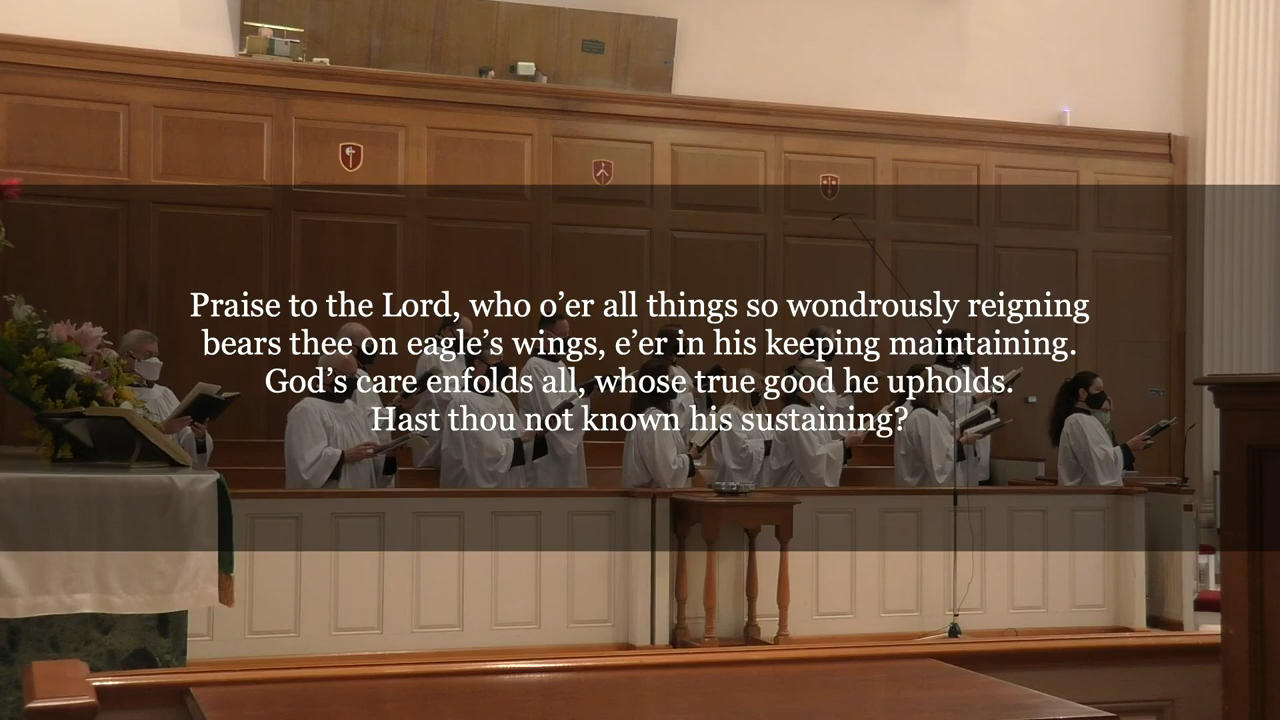 Praise to the Lord, who o’er all things so wondrously reigning
bears thee on eagle’s wings, e’er in his keeping maintaining.
God’s care enfolds all, whose true good he upholds.
Hast thou not known his sustaining?